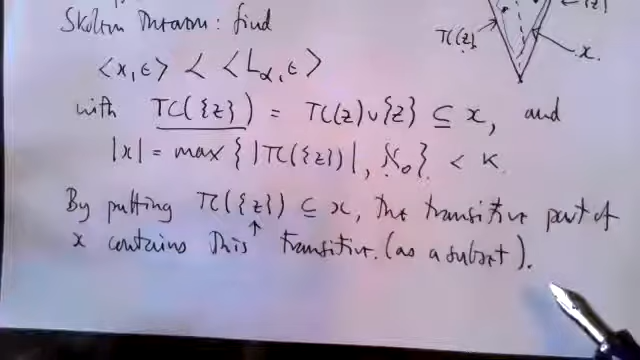 Skolem Theorem: find
TC(z)
x.
⟨x,∈⟩ ≺ ⟨L_α,∈⟩
with TC({z}) = TC(z)∪{z} ⊆ x, and
|x| = max{|TC({z})|, ℵ₀} < κ.
By putting TC({z}) ⊆ x, the transitive part of
x contains this ↑ transitive. (as a subset).